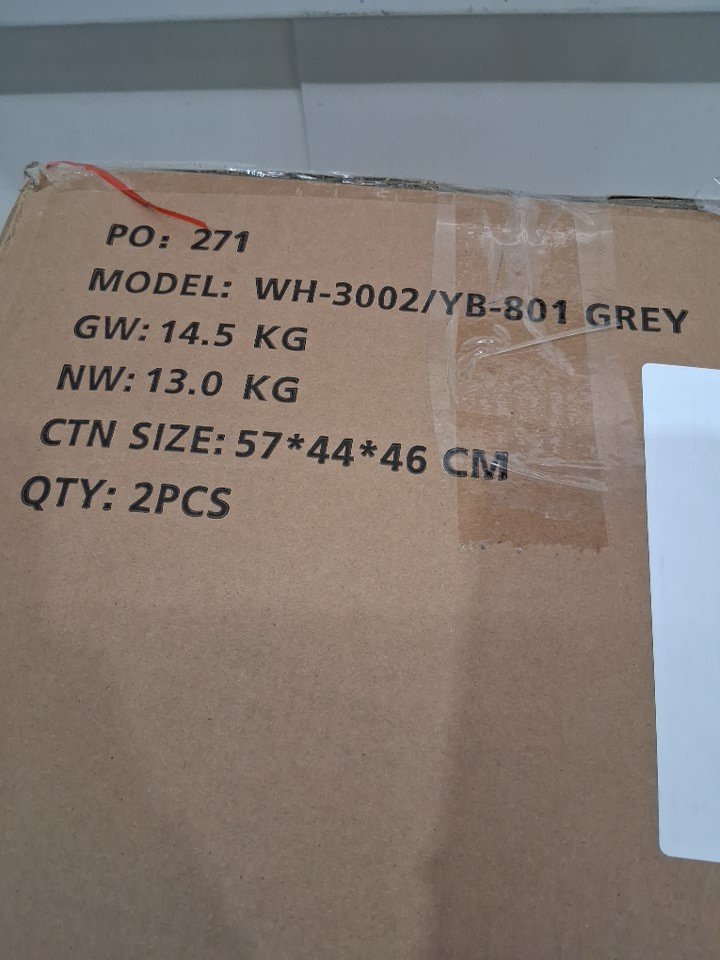 PO: 271
MODEL: WH-3002/YB-801 GREY
GW: 14.5 KG
NW: 13.0 KG
CTN SIZE: 57*44*46 CM
QTY: 2PCS